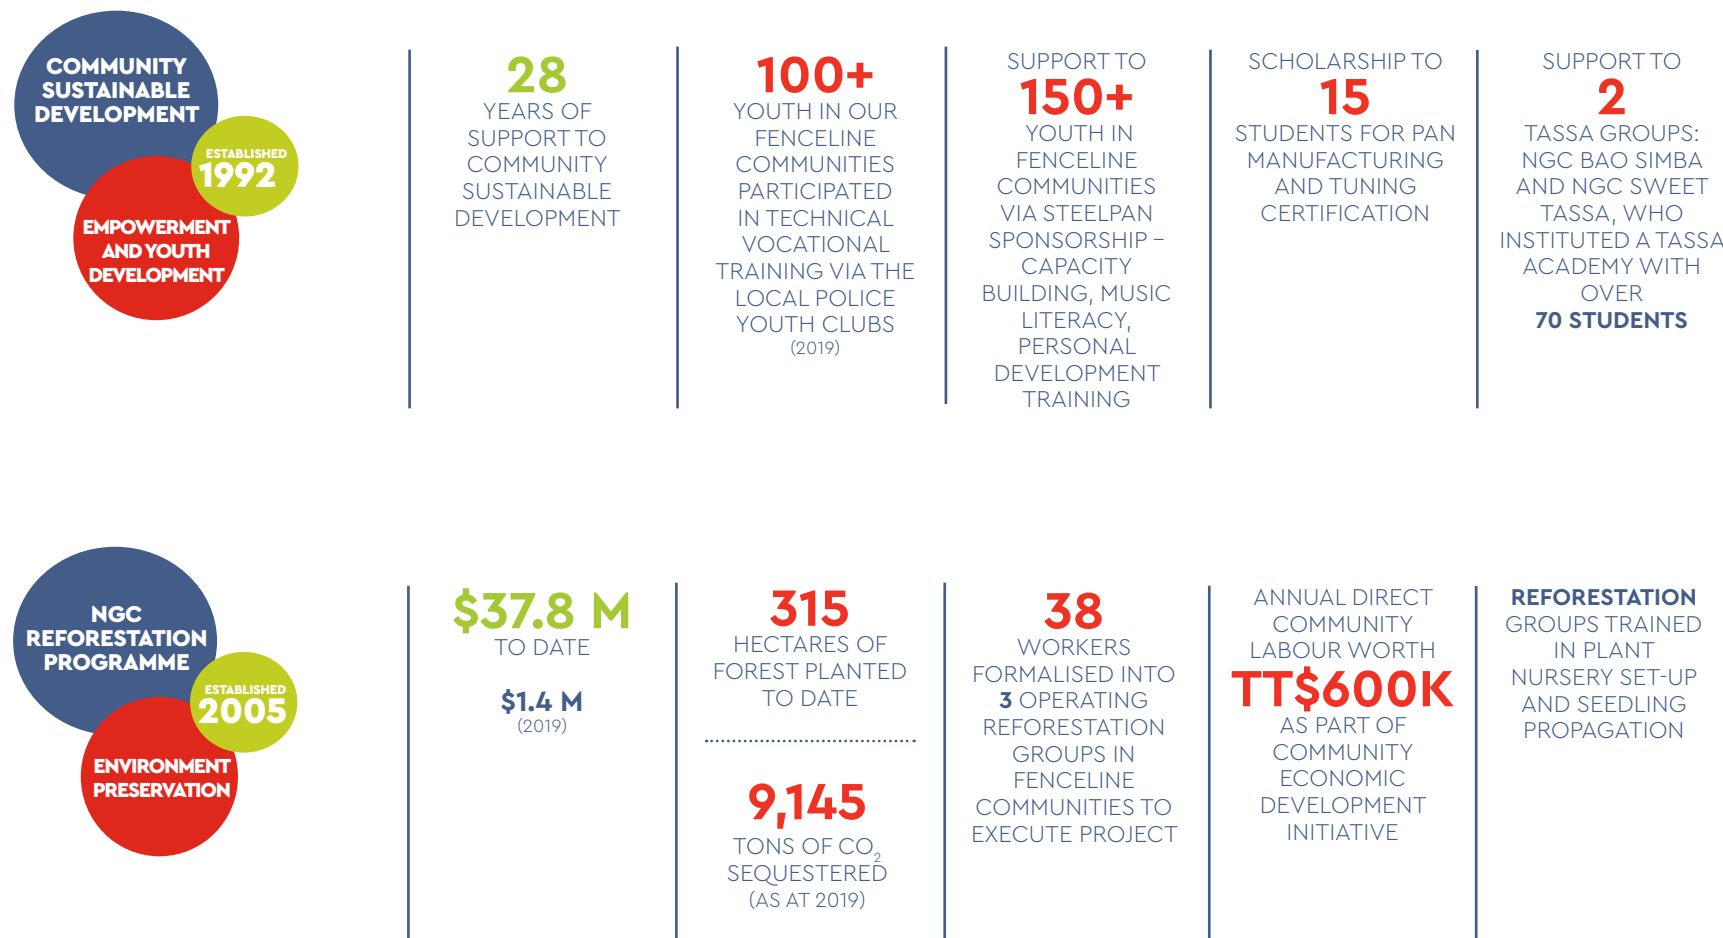 COMMUNITY
SUSTAINABLE
DEVELOPMENT
ESTABLISHED
1992
EMPOWERMENT
AND YOUTH
DEVELOPMENT
28
YEARS OF
SUPPORT TO
COMMUNITY
SUSTAINABLE
DEVELOPMENT
100+
YOUTH IN OUR
FENCELINE
COMMUNITIES
PARTICIPATED
IN TECHNICAL
VOCATIONAL
TRAINING VIA THE
LOCAL POLICE
YOUTH CLUBS
(2019)
SUPPORT TO
150+
YOUTH IN
FENCELINE
COMMUNITIES
VIA STEELPAN
SPONSORSHIP –
CAPACITY
BUILDING, MUSIC
LITERACY,
PERSONAL
DEVELOPMENT
TRAINING
SCHOLARSHIP TO
15
STUDENTS FOR PAN
MANUFACTURING
AND TUNING
CERTIFICATION
SUPPORT TO
2
TASSA GROUPS:
NGC BAO SIMBA
AND NGC SWEET
TASSA, WHO
INSTITUTED A TASSA
ACADEMY WITH
OVER
70 STUDENTS
NGC
REFORESTATION
PROGRAMME
ESTABLISHED
2005
ENVIRONMENT
PRESERVATION
$37.8 M
TO DATE
$1.4 M
(2019)
315
HECTARES OF
FOREST PLANTED
TO DATE
9,145
TONS OF CO₂
SEQUESTERED
(AS AT 2019)
38
WORKERS
FORMALISED INTO
3 OPERATING
REFORESTATION
GROUPS IN
FENCELINE
COMMUNITIES TO
EXECUTE PROJECT
ANNUAL DIRECT
COMMUNITY
LABOUR WORTH
TT$600K
AS PART OF
COMMUNITY
ECONOMIC
DEVELOPMENT
INITIATIVE
REFORESTATION
GROUPS TRAINED
IN PLANT
NURSERY SET-UP
AND SEEDLING
PROPAGATION